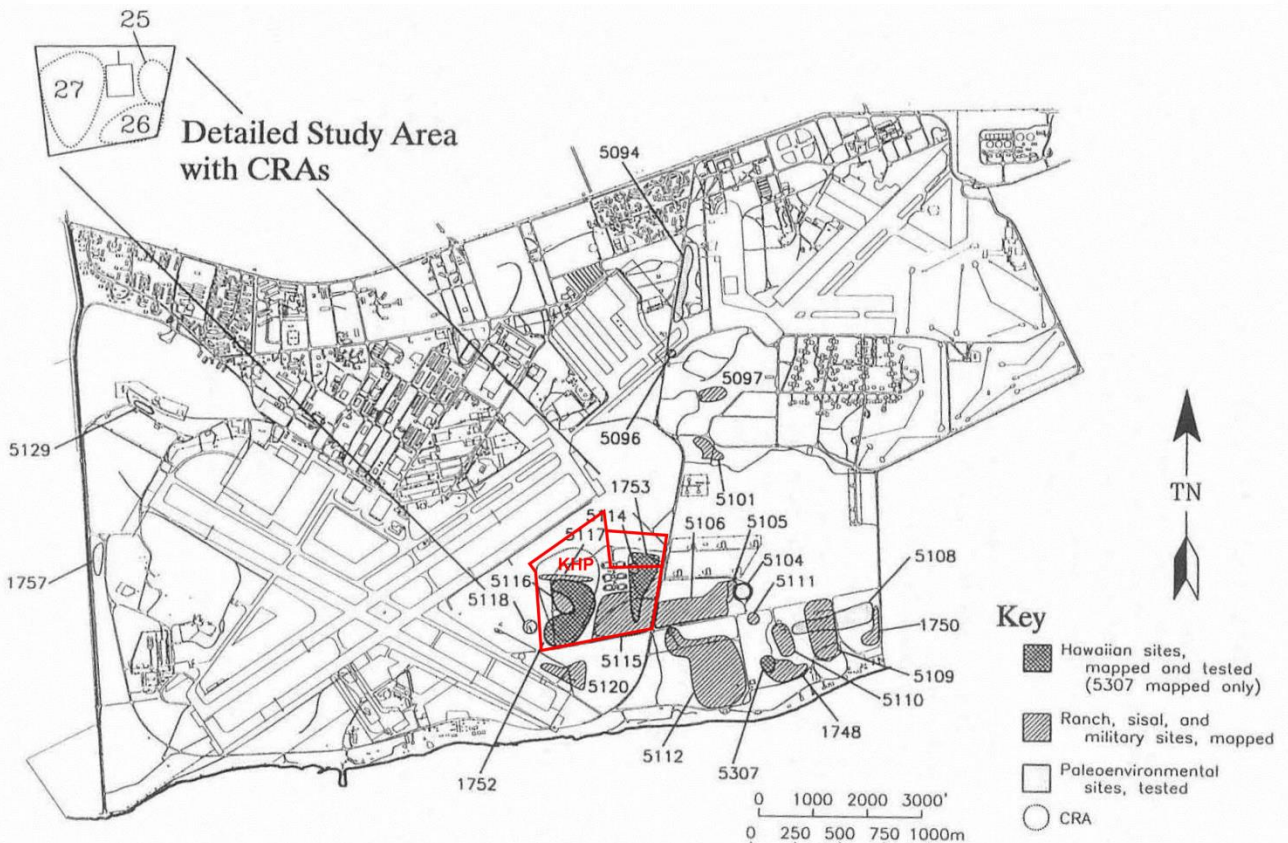 25
27
26
Detailed Study Area
with CRAs
5094
5097
5096
5129
5101
1753
5114
5106
5105
5104
5117
KHP
5111
5108
5116
5118
1757
1750
5115
5109
5120
5110
1748
5112
5307
1752
TN
Key
Hawaiian sites,
mapped and tested
(5307 mapped only)
Ranch, sisal, and
military sites, mapped
Paleoenvironmental
sites, tested
CRA
0 1000 2000 3000'
0 250 500 750 1000m